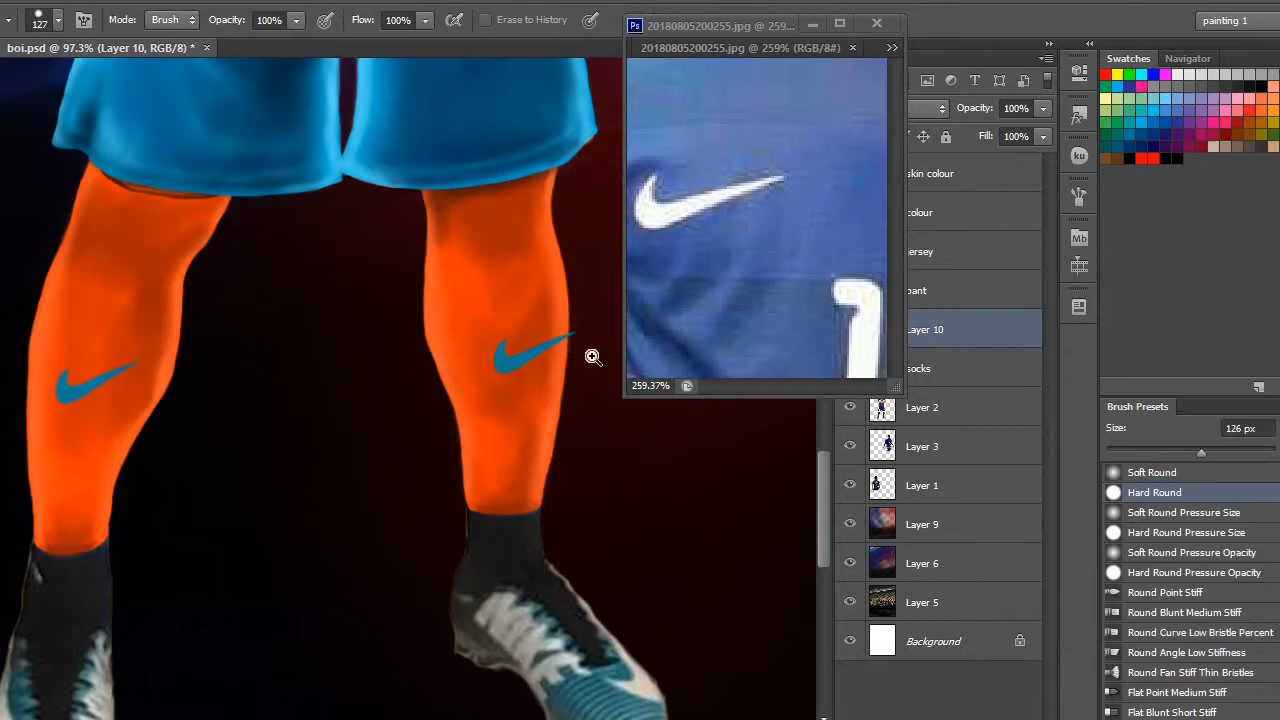 127
Mode:
Brush
Opacity:
100%
Flow:
100%
Erase to History
painting 1
boi.psd @ 97.3% (Layer 10, RGB/8) *
×
Ps
20180805200255.jpg @ 259...
20180805200255.jpg @ 259% (RGB/8#)
×
1
259.37%
Opacity:
100%
Fill:
100%
skin colour
colour
jersey
pant
Layer 10
socks
Layer 2
Layer 3
Layer 1
Layer 9
Layer 6
Layer 5
Background
ku
Mb
Swatches
Navigator
Brush Presets
Size:
126 px
Soft Round
Hard Round
Soft Round Pressure Size
Hard Round Pressure Size
Soft Round Pressure Opacity
Hard Round Pressure Opacity
Round Point Stiff
Round Blunt Medium Stiff
Round Curve Low Bristle Percent
Round Angle Low Stiffness
Round Fan Stiff Thin Bristles
Flat Point Medium Stiff
Flat Blunt Short Stiff